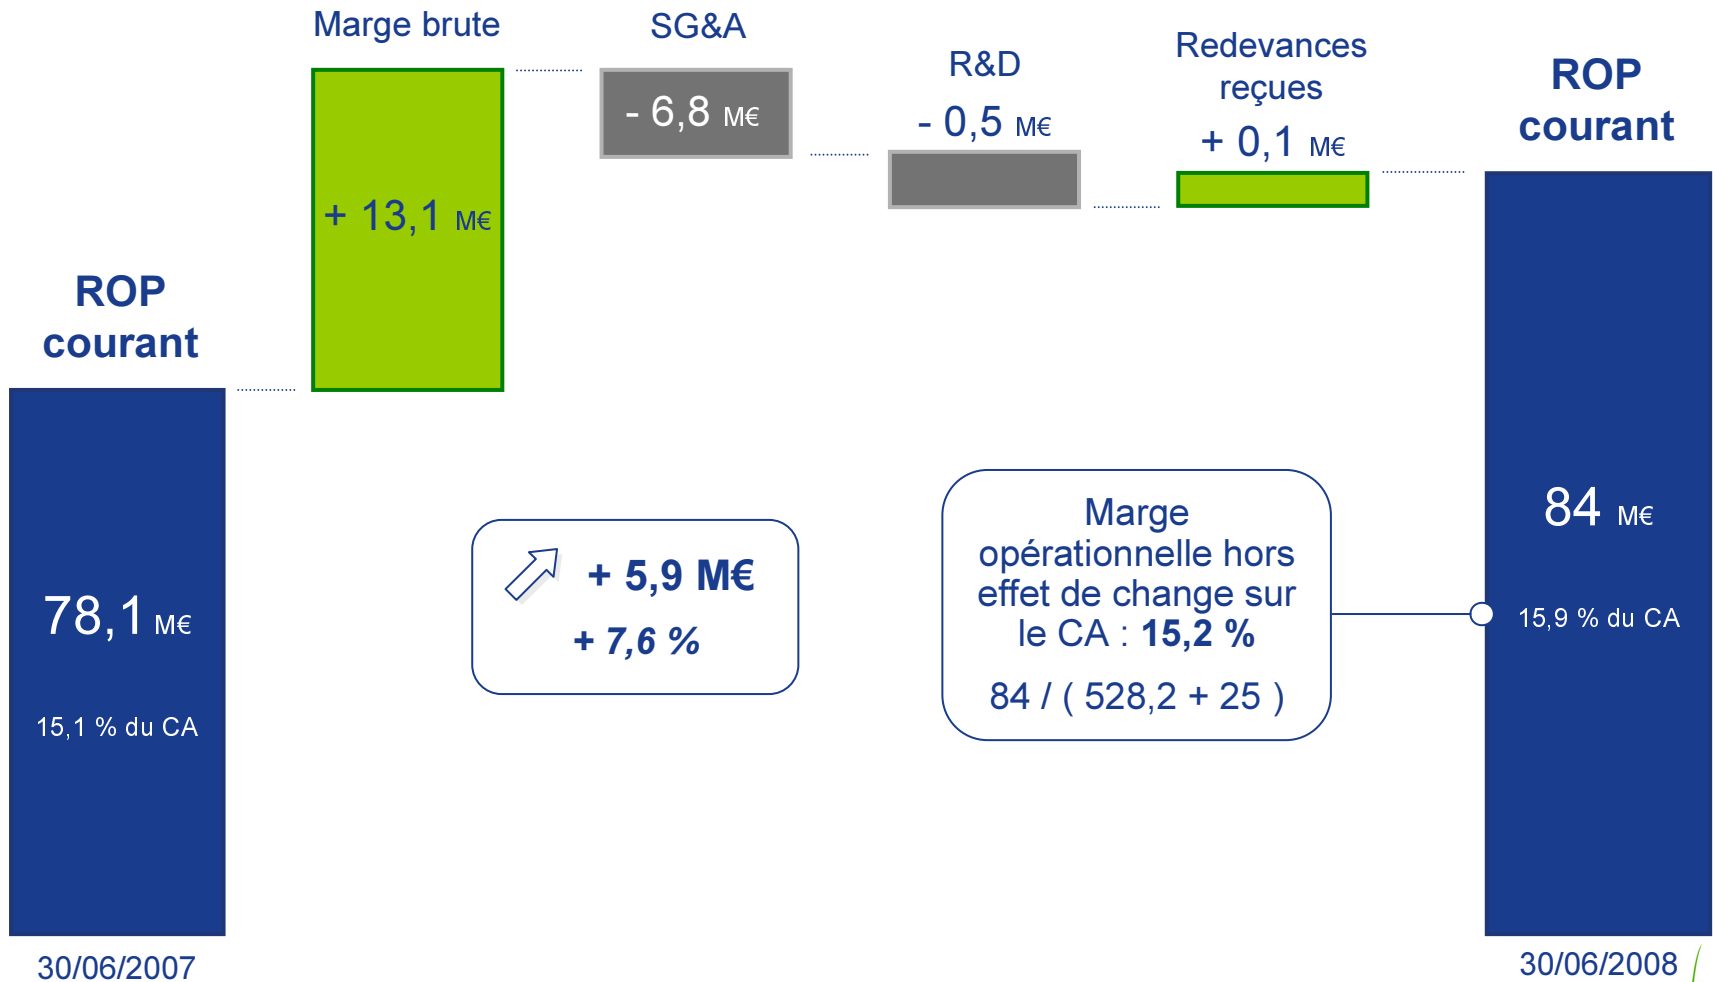 Marge brute
SG&A
R&D
Redevances
reçues
ROP
courant
- 6,8 M€
- 0,5 M€
+ 0,1 M€
+ 13,1 M€
ROP
courant
78,1 M€
15,1 % du CA
+ 5,9 M€
+ 7,6 %
Marge
opérationnelle hors
effet de change sur
le CA : 15,2 %
84 / ( 528,2 + 25 )
84 M€
15,9 % du CA
30/06/2007
30/06/2008